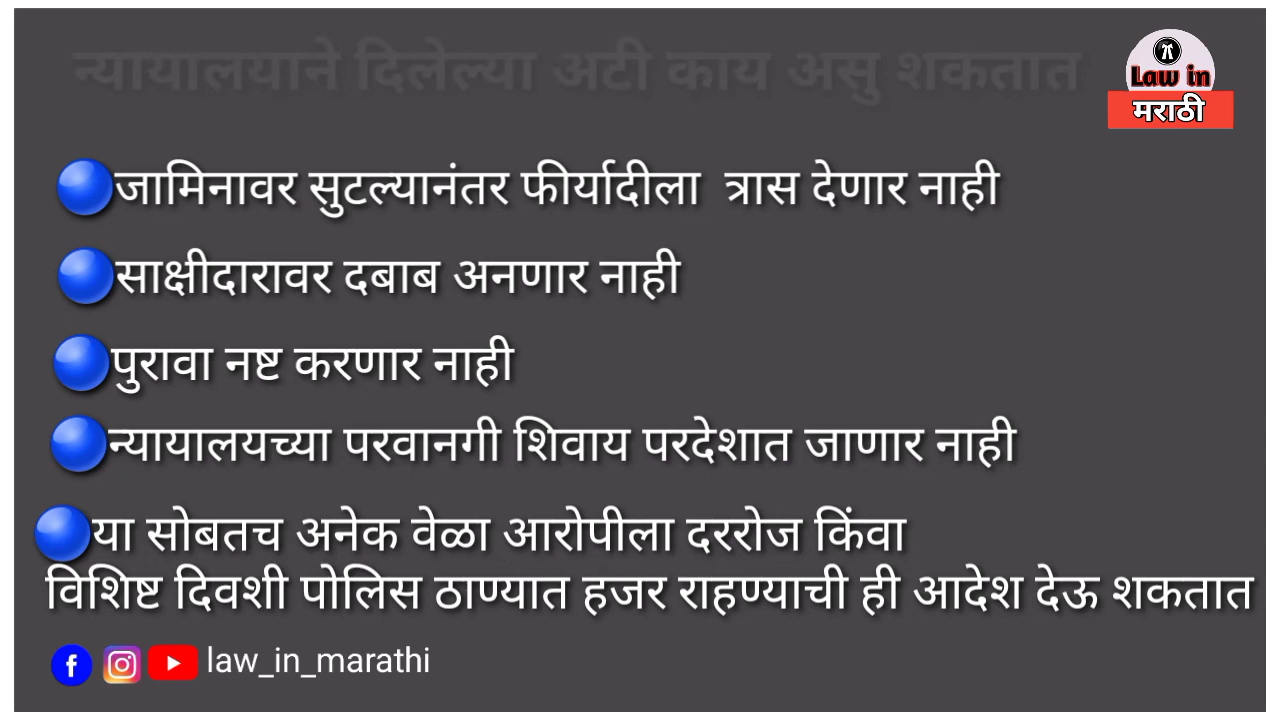 न्यायालयाने दिलेल्या अटी काय असु शकतात
Law in
मराठी
जामिनावर सुटल्यानंतर फीर्यादीला त्रास देणार नाही
साक्षीदारावर दबाब अनणार नाही
पुरावा नष्ट करणार नाही
न्यायालयच्या परवानगी शिवाय परदेशात जाणार नाही
या सोबतच अनेक वेळा आरोपीला दररोज किंवा
विशिष्ट दिवशी पोलिस ठाण्यात हजर राहण्याची ही आदेश देऊ शकतात
law_in_marathi